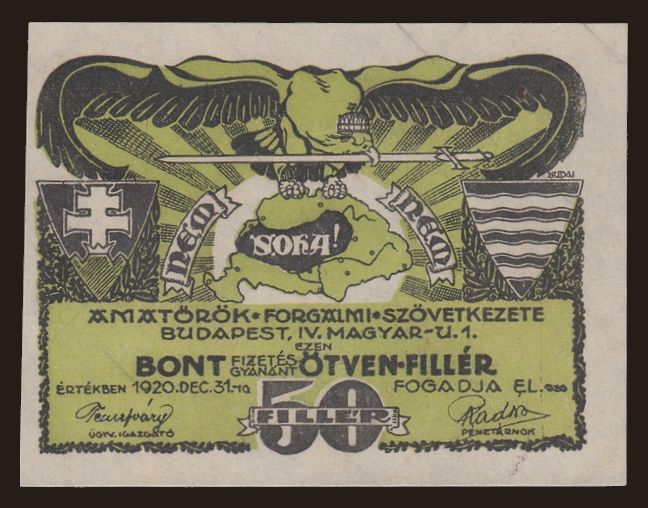 BUDAI
NEM NEM
SOHA!
AMATŐRÖK • FORGALMI • SZÖVETKEZETE
BUDAPEST, IV. MAGYAR-U. 1.
EZEN
BONT FIZETÉS GYANÁNT ÖTVEN-FILLÉR
ÉRTÉKBEN 1920. DEC. 31.-IG FOGADJA EL.
50 FILLÉR
ÜGYV. IGAZGATÓ PÉNZTÁRNOK